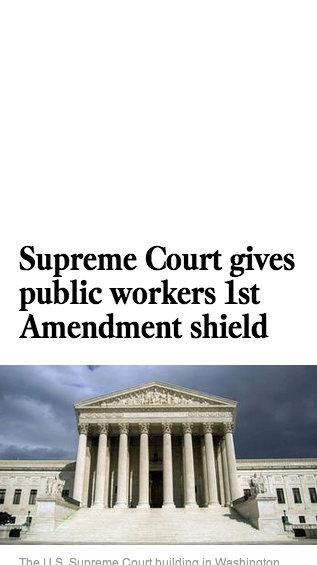 Supreme Court gives
public workers 1st
Amendment shield
The U.S. Supreme Court building in Washington